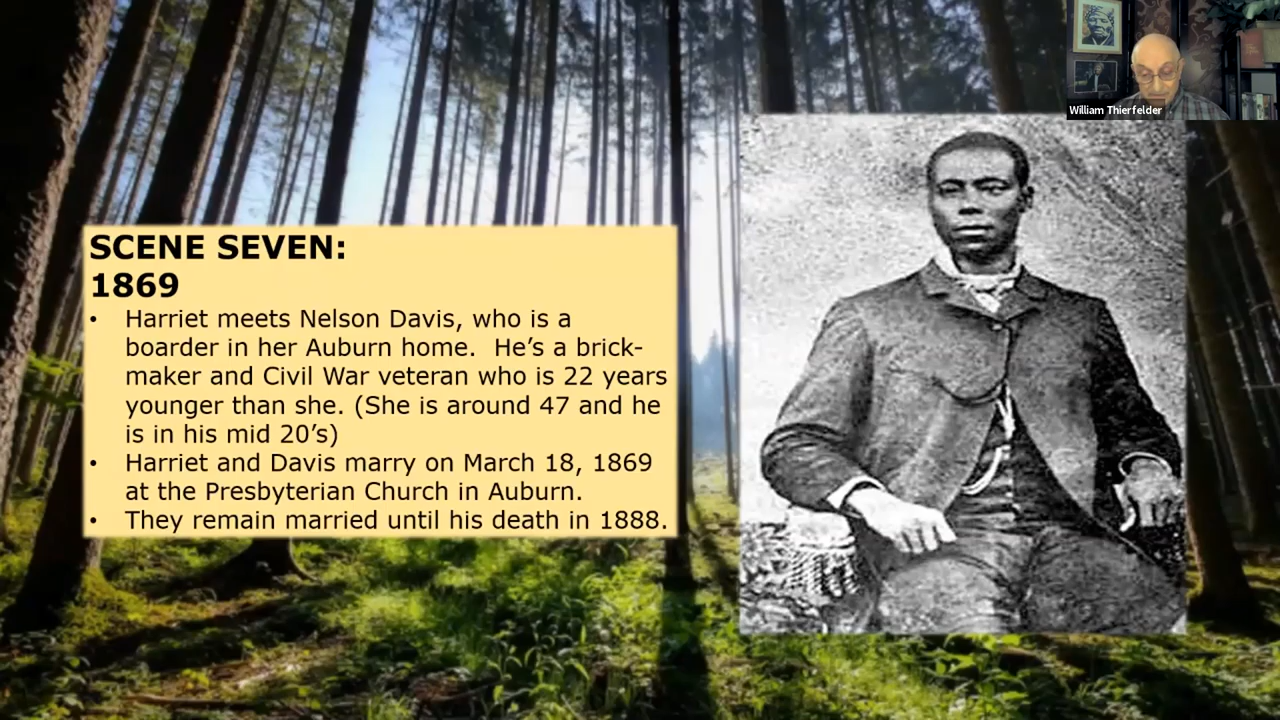 William Thierfelder
SCENE SEVEN:
1869
• Harriet meets Nelson Davis, who is a
boarder in her Auburn home.  He’s a brick-
maker and Civil War veteran who is 22 years
younger than she. (She is around 47 and he
is in his mid 20’s)
• Harriet and Davis marry on March 18, 1869
at the Presbyterian Church in Auburn.
• They remain married until his death in 1888.